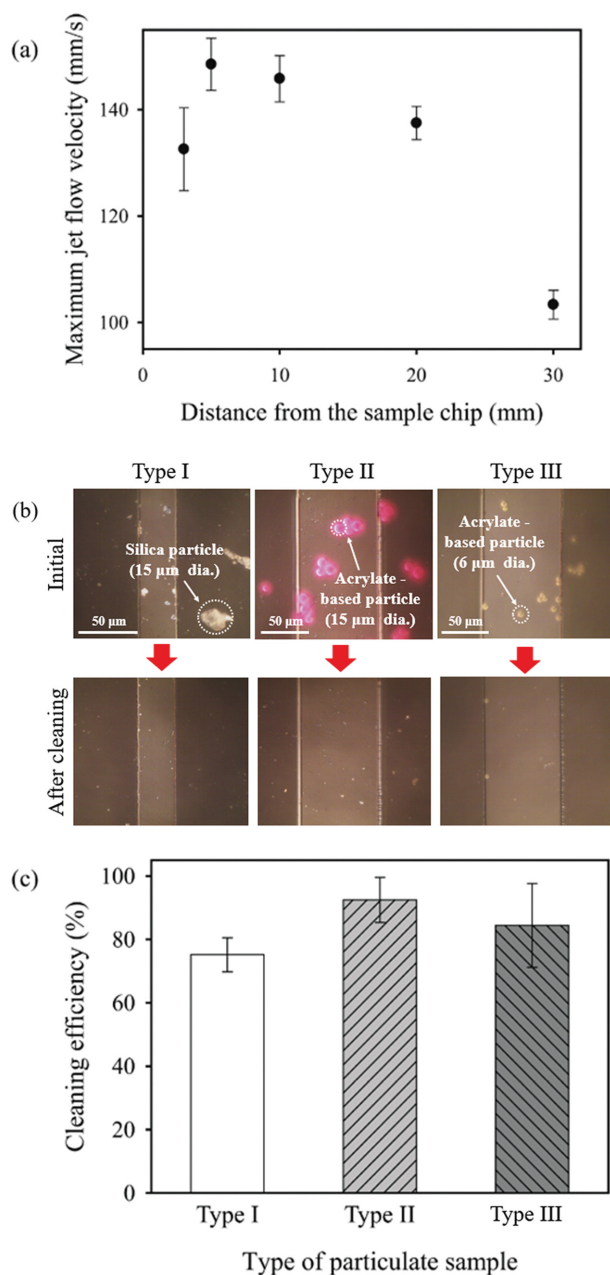 (a)
Maximum jet flow velocity (mm/s)
140
120
100
0
10
20
30
Distance from the sample chip (mm)
(b)
Type I
Type II
Type III
Initial
Silica particle
(15 μm dia.)
50 μm
Acrylate -
based particle
(15 μm dia.)
50 μm
Acrylate -
based particle
(6 μm dia.)
50 μm
After cleaning
(c)
Cleaning efficiency (%)
100
80
60
40
20
0
Type I
Type II
Type III
Type of particulate sample